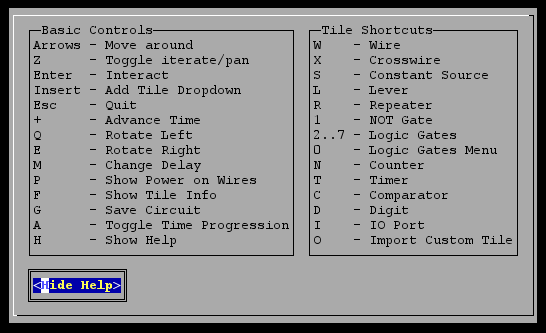 Basic Controls
Arrows - Move around
Z - Toggle iterate/pan
Enter - Interact
Insert - Add Tile Dropdown
Esc - Quit
+ - Advance Time
Q - Rotate Left
E - Rotate Right
M - Change Delay
P - Show Power on Wires
F - Show Tile Info
G - Save Circuit
A - Toggle Time Progression
H - Show Help
Tile Shortcuts
W - Wire
X - Crosswire
S - Constant Source
L - Lever
R - Repeater
1 - NOT Gate
2..7 - Logic Gates
0 - Logic Gates Menu
N - Counter
T - Timer
C - Comparator
D - Digit
I - IO Port
O - Import Custom Tile
<Hide Help>